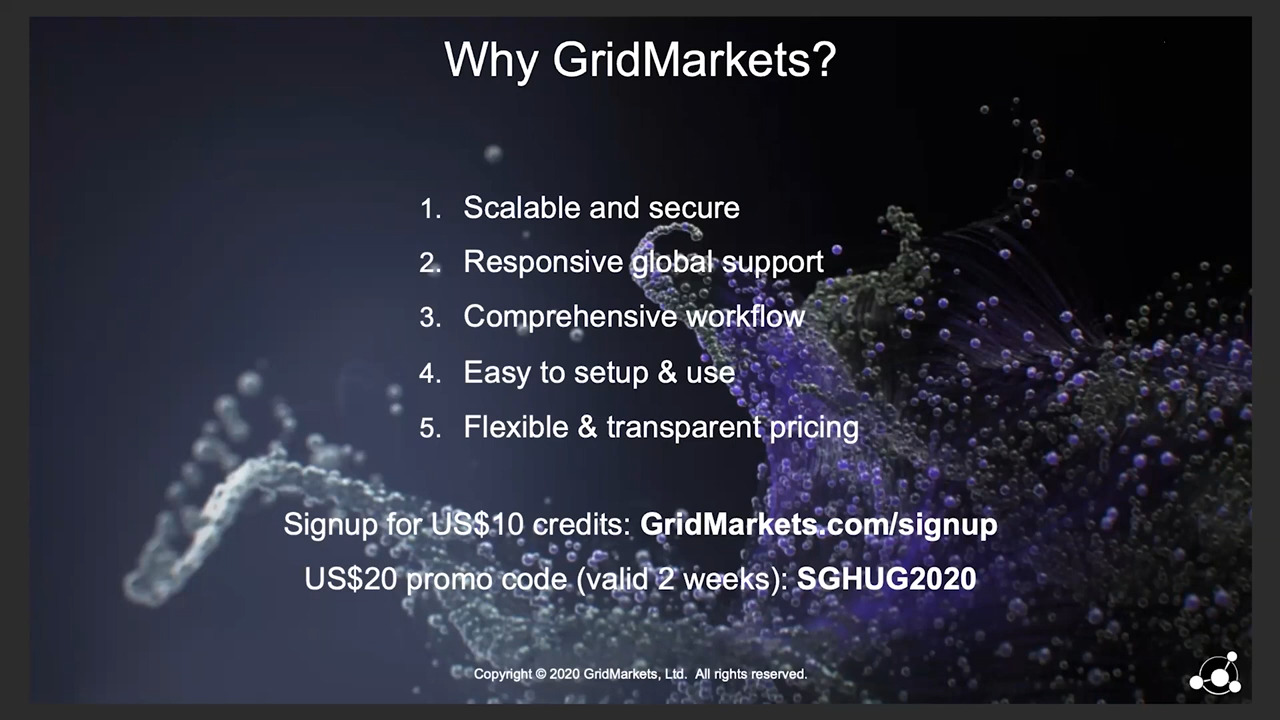 Why GridMarkets?
1. Scalable and secure
2. Responsive global support
3. Comprehensive workflow
4. Easy to setup & use
5. Flexible & transparent pricing
Signup for US$10 credits: GridMarkets.com/signup
US$20 promo code (valid 2 weeks): SGHUG2020
Copyright © 2020 GridMarkets, Ltd. All rights reserved.